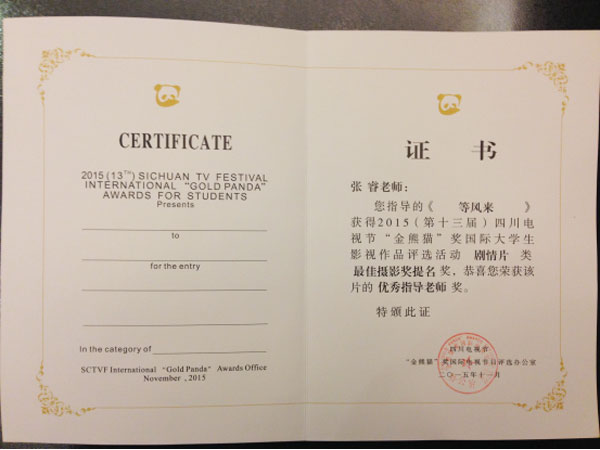 CERTIFICATE
2015(13TH) SICHUAN TV FESTIVAL
INTERNATIONAL "GOLD PANDA"
AWARDS FOR STUDENTS
Presents
to
for the entry
In the category of
SCTVF International "Gold Panda" Awards Office
November, 2015
证 书
张 睿老师:
您指导的《 等风来 》
获得2015(第十三届)四川电
视节“金熊猫”奖国际大学生
影视作品评选活动 剧情片 类
最佳摄影奖提名 奖,恭喜您荣获该
片的 优秀指导老师 奖。
特颁此证
四川电视节
“金熊猫”奖国际电视节目评选办公室
二〇一五年十一月